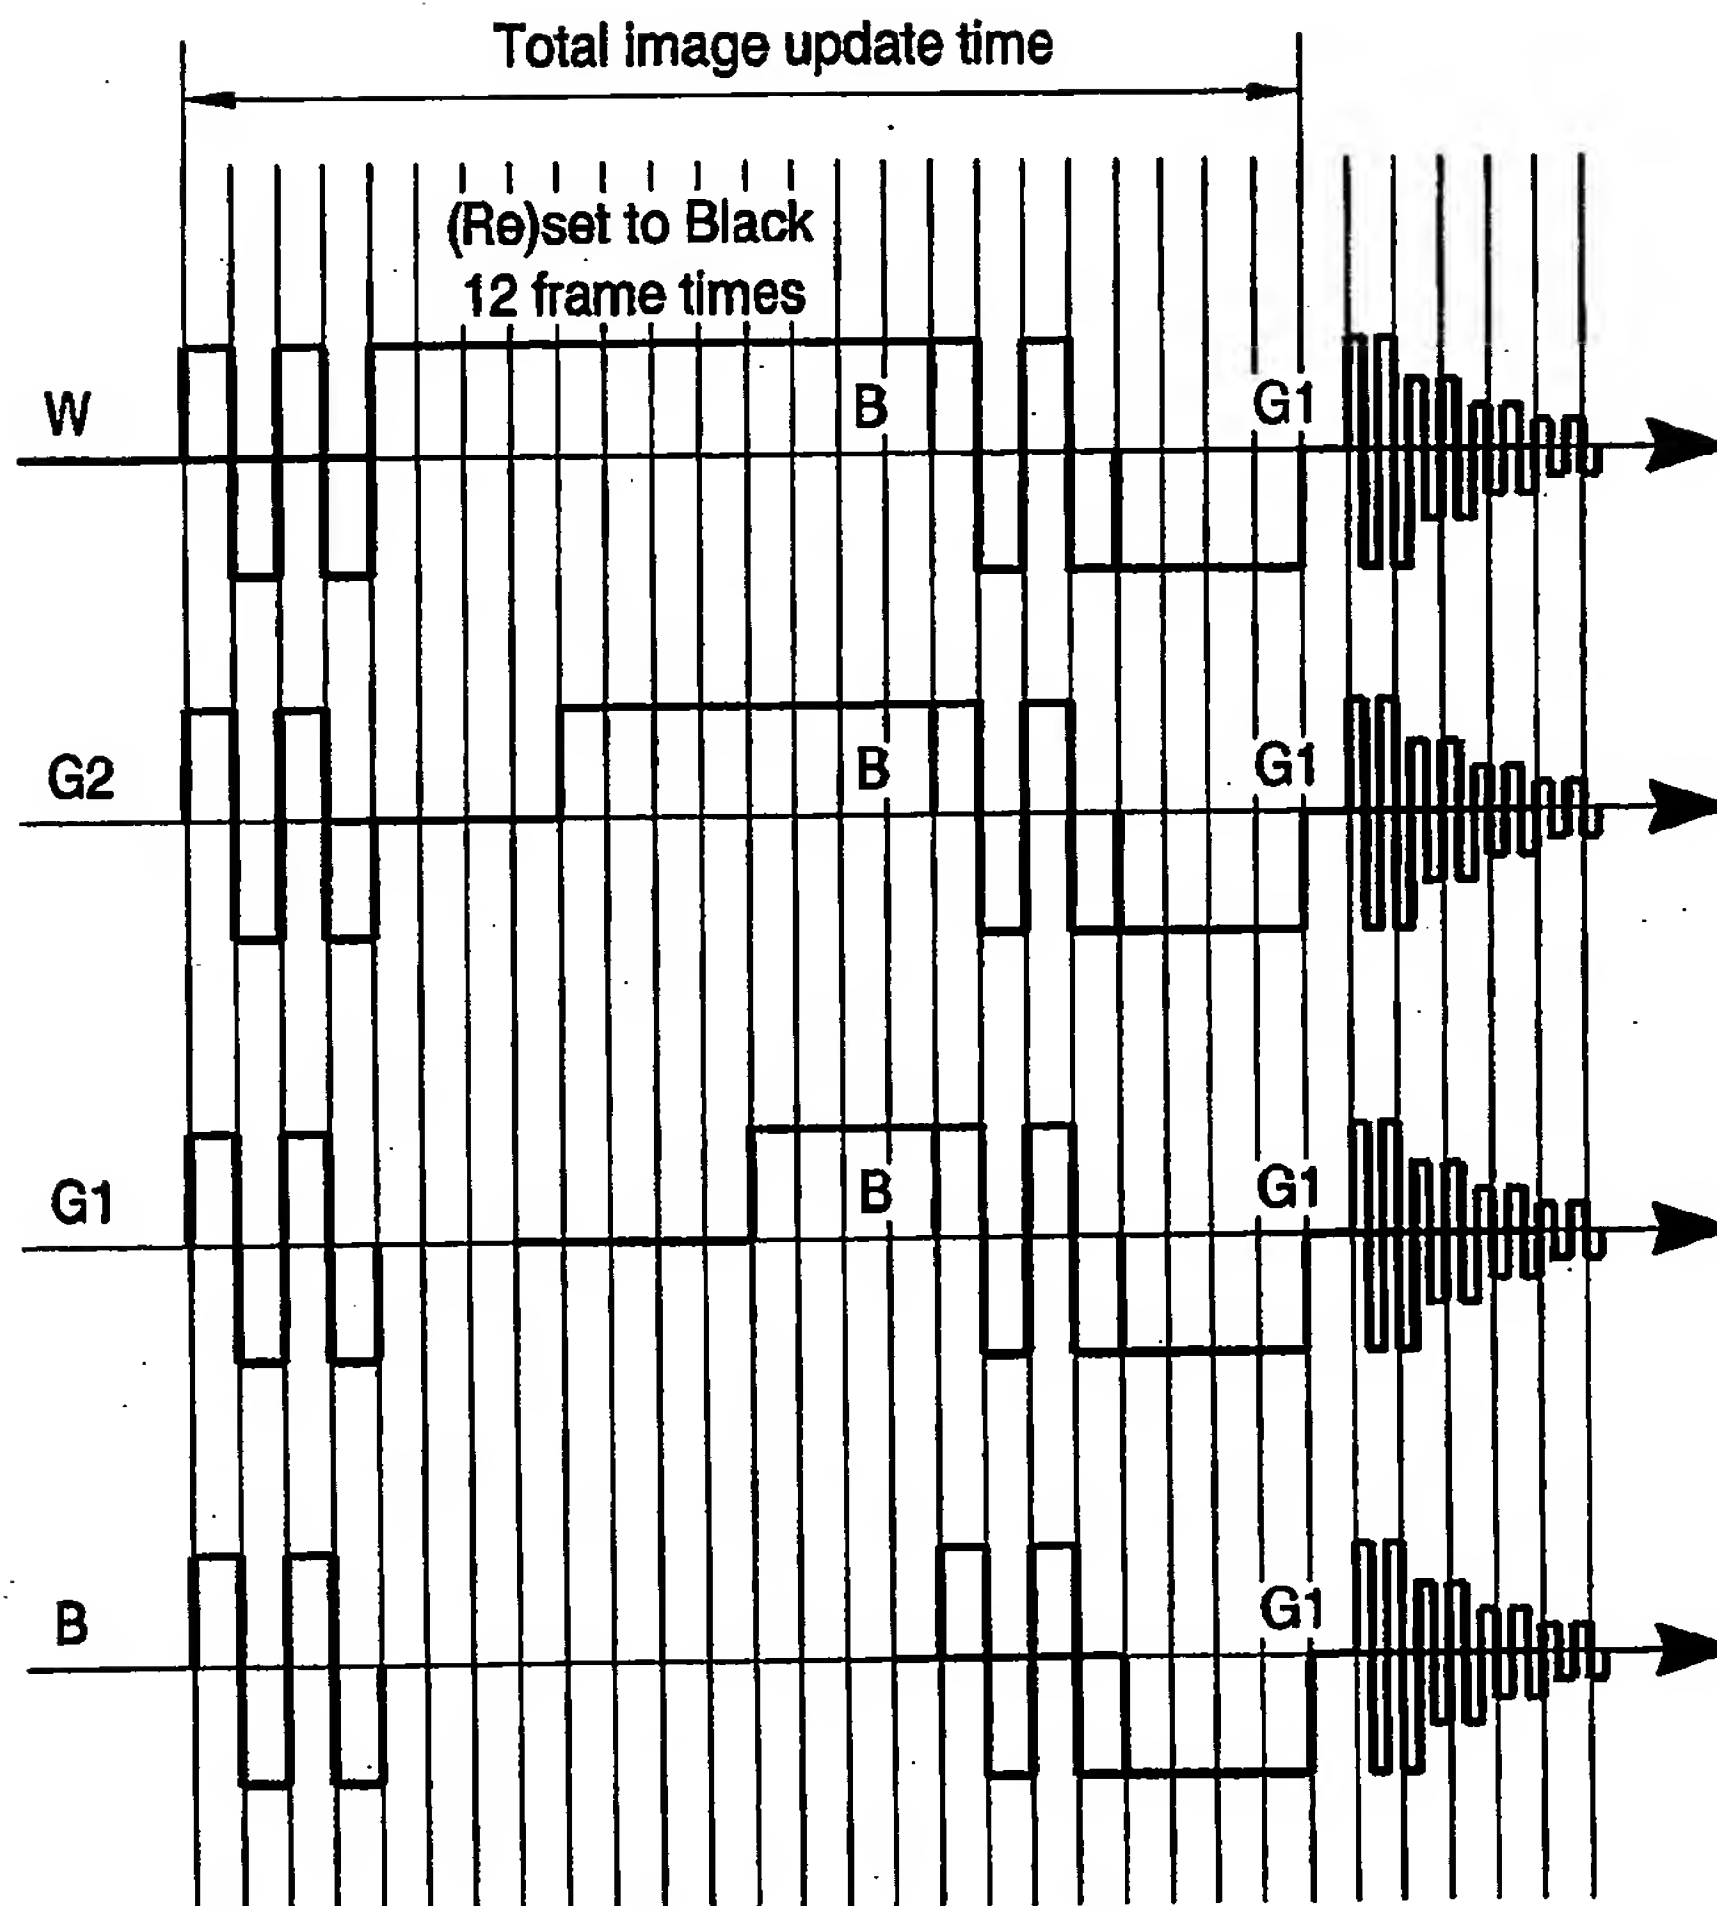 Total image update time
(Re)set to Black
12 frame times
W
B
G1
G2
B
G1
G1
B
G1
B
G1